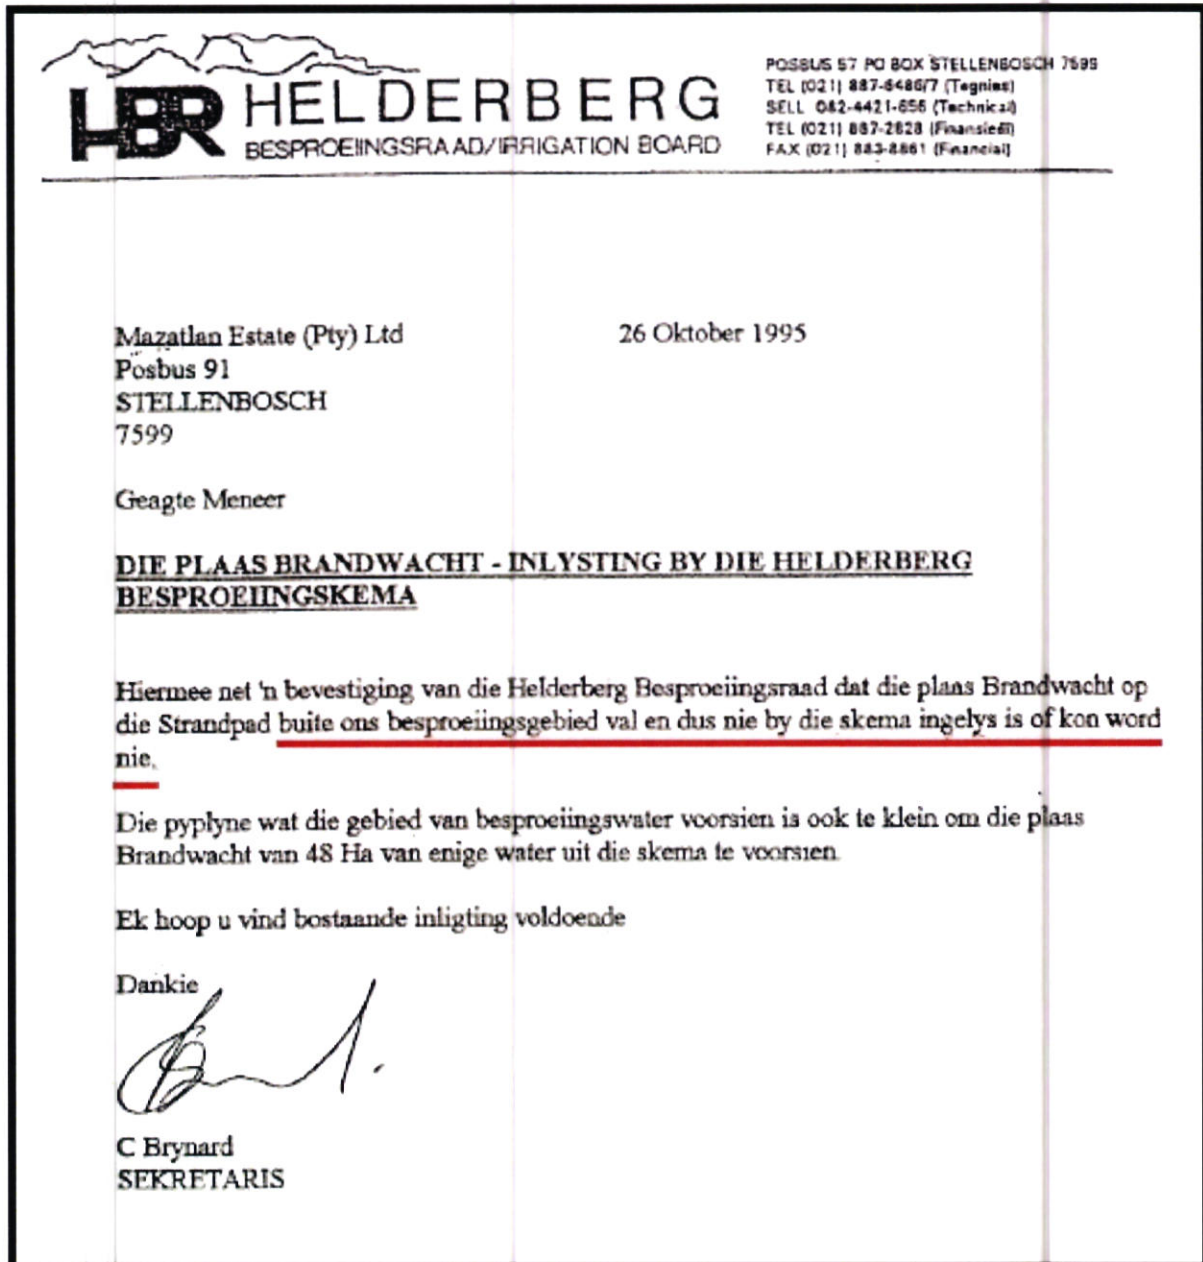 HBR HELDERBERG
BESPROEIINGSRAAD/IRRIGATION BOARD
POSBUS 57 PO BOX STELLENBOSCH 7599
TEL (021) 887-6486/7 (Tegnies)
SELL 082-4421-656 (Technical)
TEL (021) 887-2828 (Finansieël)
FAX (021) 883-8861 (Financial)
Mazatlan Estate (Pty) Ltd 26 Oktober 1995
Posbus 91
STELLENBOSCH
7599
Geagte Meneer
DIE PLAAS BRANDWACHT - INLYSTING BY DIE HELDERBERG
BESPROEIINGSKEMA
Hiermee net 'n bevestiging van die Helderberg Besproeiingsraad dat die plaas Brandwacht op
die Strandpad buite ons besproeiingsgebied val en dus nie by die skema ingelys is of kon word
nie.
Die pyplyne wat die gebied van besproeiingswater voorsien is ook te klein om die plaas
Brandwacht van 48 Ha van enige water uit die skema te voorsien.
Ek hoop u vind bostaande inligting voldoende
Dankie
C Brynard
SEKRETARIS